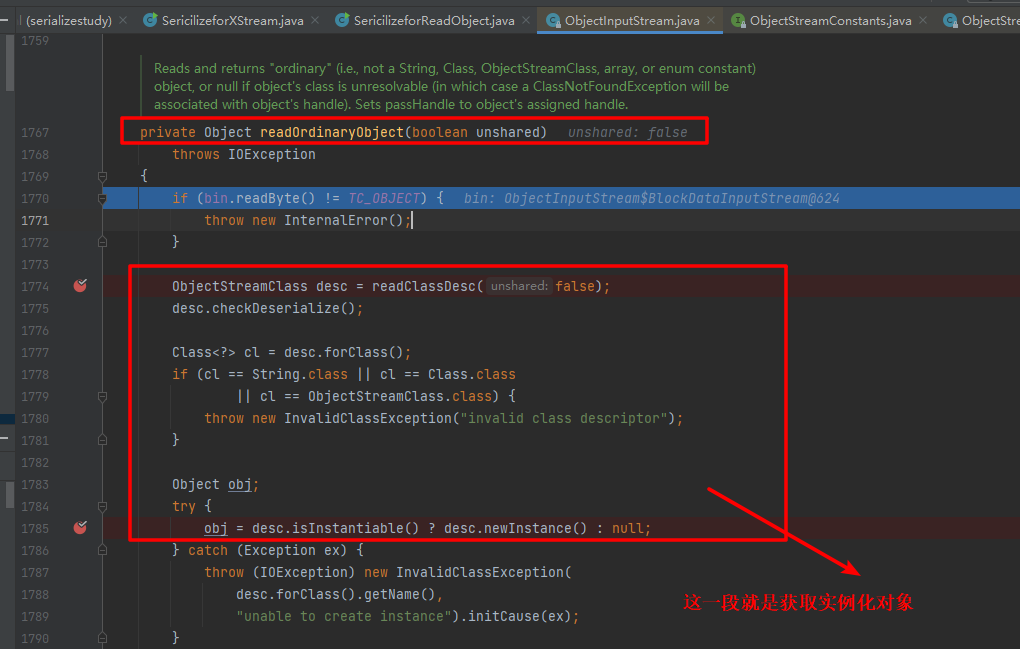 (serializestudy) SericilizeforXStream.java SericilizeforReadObject.java ObjectInputStream.java ObjectStreamConstants.java ObjectStre
1759
Reads and returns "ordinary" (i.e., not a String, Class, ObjectStreamClass, array, or enum constant)
object, or null if object's class is unresolvable (in which case a ClassNotFoundException will be
associated with object's handle). Sets passHandle to object's assigned handle.
1767 private Object readOrdinaryObject(boolean unshared) unshared: false
1768 throws IOException
1769 {
1770 if (bin.readByte() != TC_OBJECT) { bin: ObjectInputStream$BlockDataInputStream@624
1771 throw new InternalError();
1772 }
1773
1774 ObjectStreamClass desc = readClassDesc( unshared: false);
1775 desc.checkDeserialize();
1776
1777 Class<?> cl = desc.forClass();
1778 if (cl == String.class || cl == Class.class
1779 || cl == ObjectStreamClass.class) {
1780 throw new InvalidClassException("invalid class descriptor");
1781 }
1782
1783 Object obj;
1784 try {
1785 obj = desc.isInstantiable() ? desc.newInstance() : null;
1786 } catch (Exception ex) {
1787 throw (IOException) new InvalidClassException(
1788 desc.forClass().getName(),
1789 "unable to create instance").initCause(ex);
这一段就是获取实例化对象
1790 }